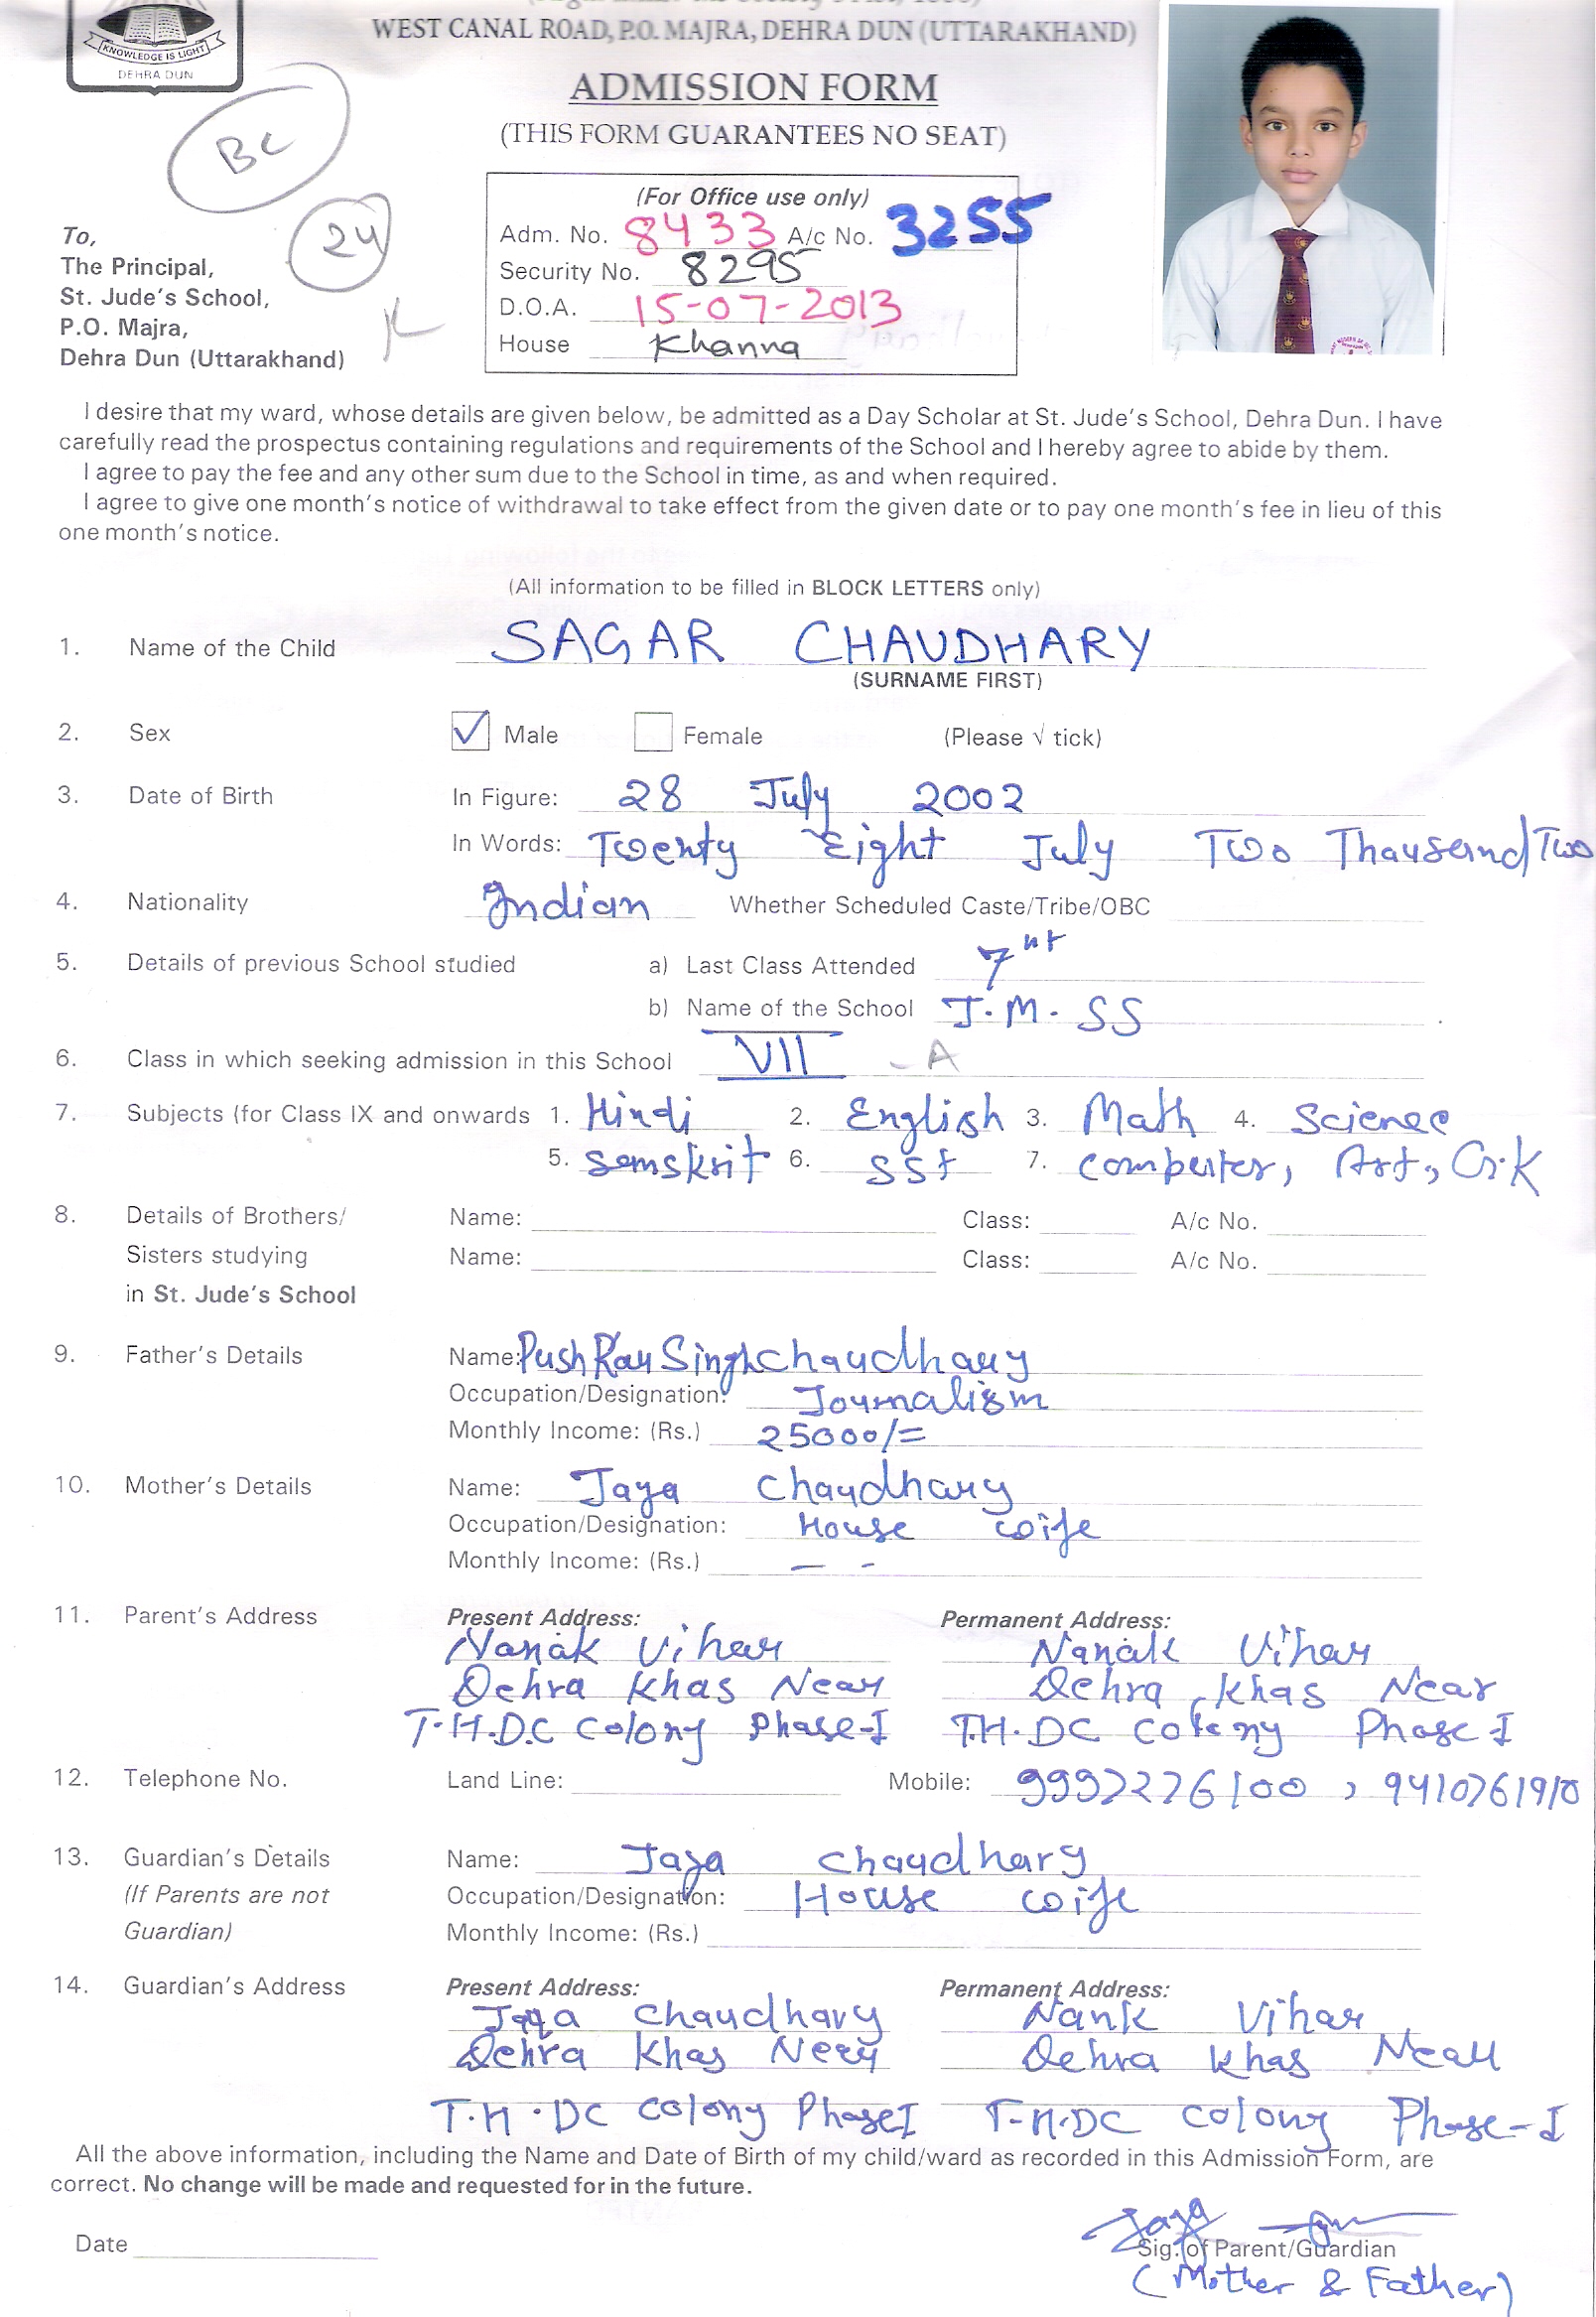 KNOWLEDGE IS LIGHT
DEHRA DUN
WEST CANAL ROAD, P.O. MAJRA, DEHRA DUN (UTTARAKHAND)
ADMISSION FORM
(THIS FORM GUARANTEES NO SEAT)
BC
24
(For Office use only)
Adm. No. 8433 A/c No. 3255
Security No. 8295
D.O.A. 15-07-2013
House Khanna
To,
The Principal,
St. Jude's School,
P.O. Majra,
Dehra Dun (Uttarakhand)
I desire that my ward, whose details are given below, be admitted as a Day Scholar at St. Jude's School, Dehra Dun. I have
carefully read the prospectus containing regulations and requirements of the School and I hereby agree to abide by them.
I agree to pay the fee and any other sum due to the School in time, as and when required.
I agree to give one month's notice of withdrawal to take effect from the given date or to pay one month's fee in lieu of this
one month's notice.
(All information to be filled in BLOCK LETTERS only)
1. Name of the Child SAGAR CHAUDHARY
(SURNAME FIRST)
2. Sex ✓ Male Female (Please √ tick)
3. Date of Birth In Figure: 28 July 2002
In Words: Twenty Eight July Two Thausand/Two
4. Nationality Indian Whether Scheduled Caste/Tribe/OBC
5. Details of previous School studied a) Last Class Attended 7
b) Name of the School J.M.SS
6. Class in which seeking admission in this School VII - A
7. Subjects (for Class IX and onwards 1. Hindi 2. English 3. Math 4. Science
5. Samskrit 6. SSt 7. Computer, Art, G.K
8. Details of Brothers/ Name: Class: A/c No.
Sisters studying Name: Class: A/c No.
in St. Jude's School
9. Father's Details Name: Singh Chaudhary
Occupation/Designation: Journalism
Monthly Income: (Rs.) 25000/=
10. Mother's Details Name: Jaya Chaudhary
Occupation/Designation: House wife
Monthly Income: (Rs.) - -
11. Parent's Address Present Address: Permanent Address:
Nanak Vihar Nanak Vihar
Dehra Khas Near Dehra Khas Near
T.H.D.C Colony Phase-I T.H.DC Colony Phase I
12. Telephone No. Land Line: Mobile: 9997276100 , 9410761910
13. Guardian's Details Name: Jaya Chaudhary
(If Parents are not Occupation/Designation: House wife
Guardian) Monthly Income: (Rs.)
14. Guardian's Address Present Address: Permanent Address:
Jaya Chaudhary Nank Vihar
Dehra Khas Near Dehra Khas Near
T.H.DC Colony Phase I T-H.DC Colony Phase-I
All the above information, including the Name and Date of Birth of my child/ward as recorded in this Admission Form, are
correct. No change will be made and requested for in the future.
Jaya
Date Sig. of Parent/Guardian
(Mother & Father)